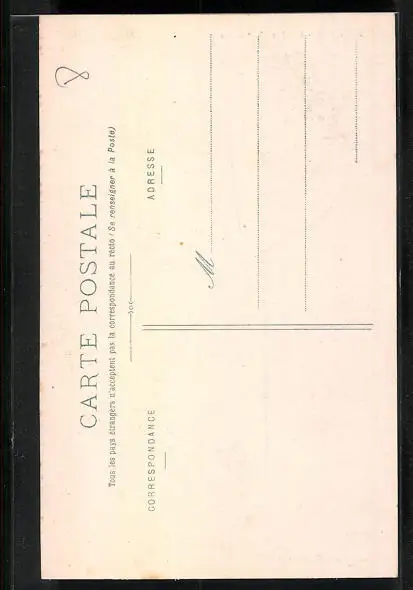 8
CARTE POSTALE
Tous les pays étrangers n'acceptent pas la correspondance au recto (Se renseigner à la Poste)
CORRESPONDANCE
ADRESSE
M